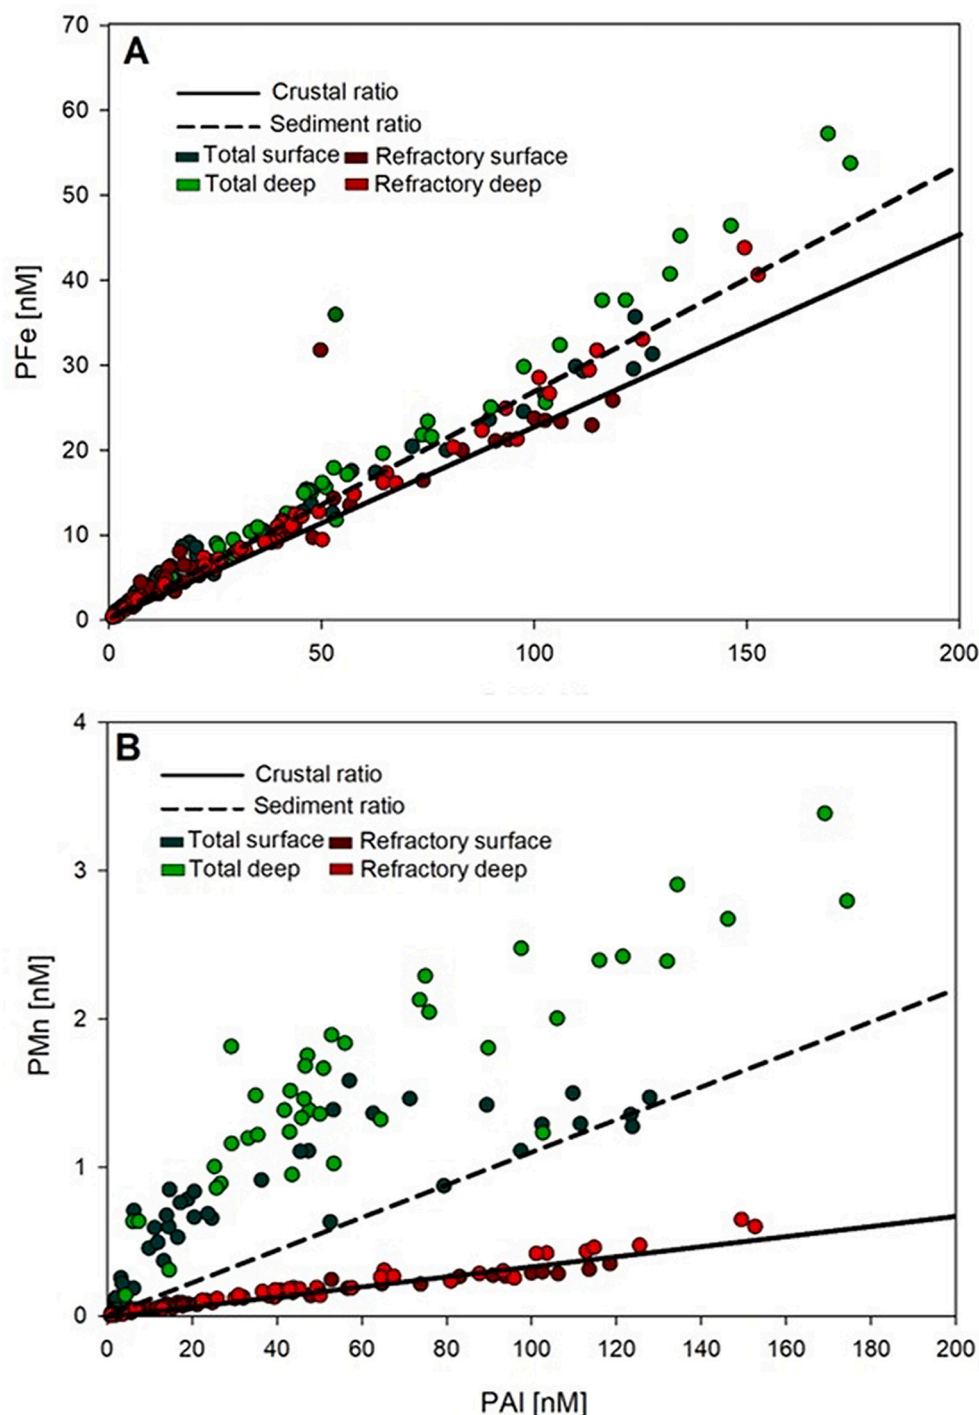 70
A
60
Crustal ratio
Sediment ratio
Total surface Refractory surface
Total deep Refractory deep
50
40
PFe [nM]
30
20
10
0
0 50 100 150 200
4
B
Crustal ratio
Sediment ratio
Total surface Refractory surface
Total deep Refractory deep
3
PMn [nM]
2
1
0
0 20 40 60 80 100 120 140 160 180 200
PAl [nM]